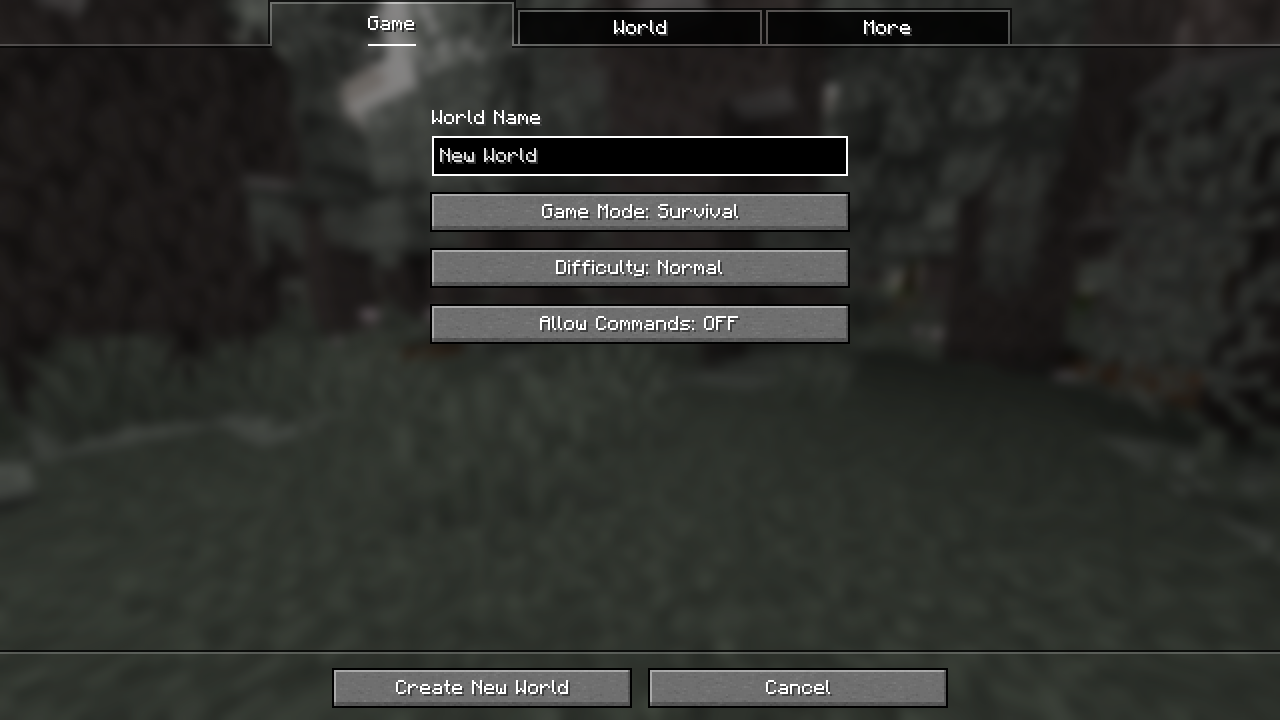 Game
World
More
World Name
New World
Game Mode: Survival
Difficulty: Normal
Allow Commands: OFF
Create New World
Cancel